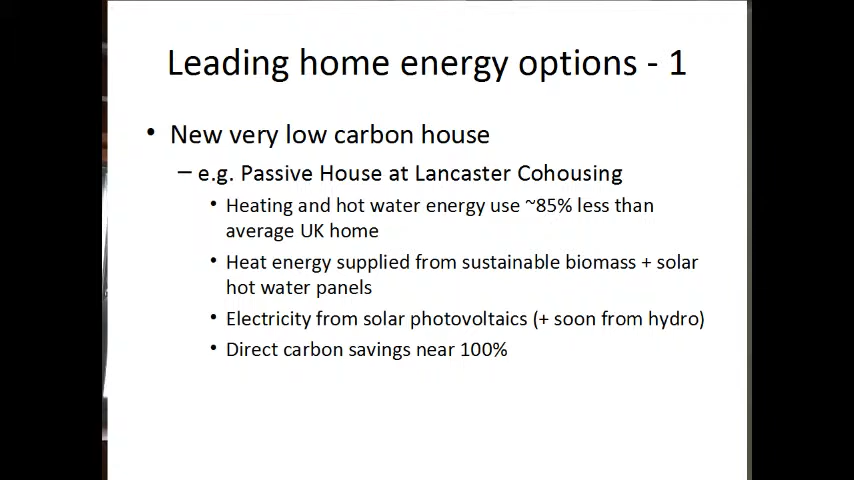 Leading home energy options - 1
• New very low carbon house
– e.g. Passive House at Lancaster Cohousing
• Heating and hot water energy use ~85% less than
average UK home
• Heat energy supplied from sustainable biomass + solar
hot water panels
• Electricity from solar photovoltaics (+ soon from hydro)
• Direct carbon savings near 100%